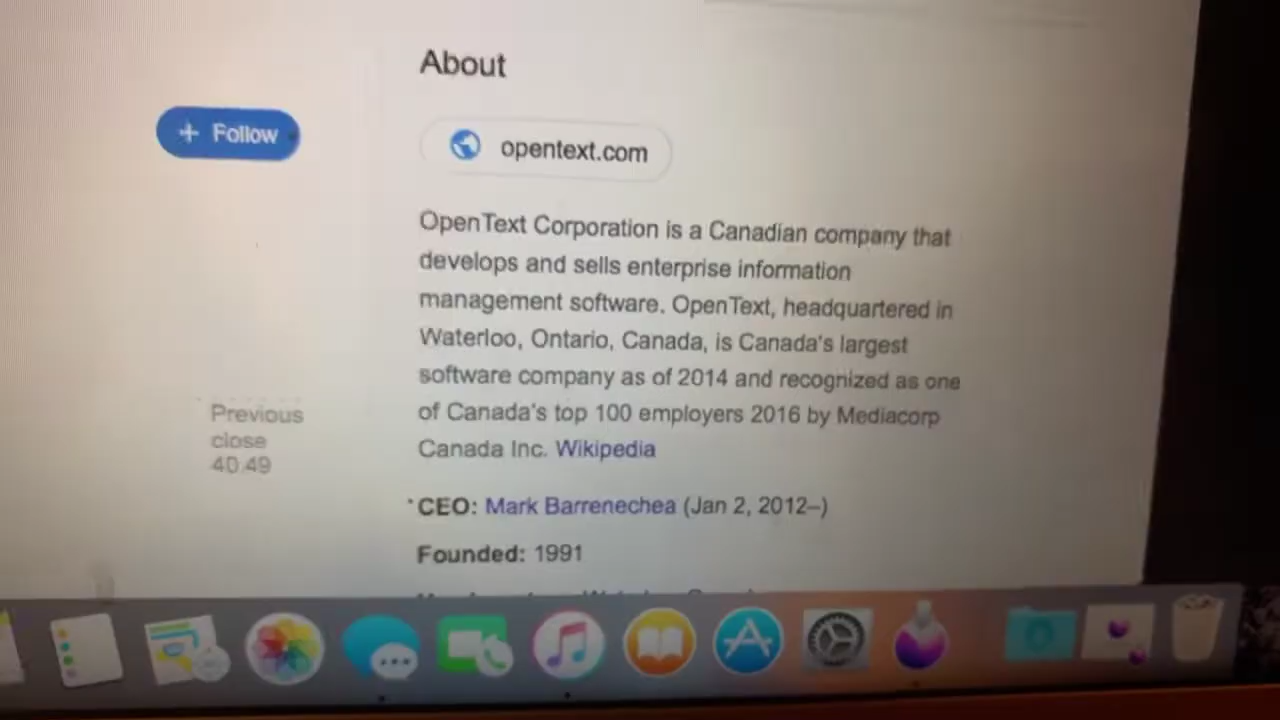 About
+ Follow
opentext.com
OpenText Corporation is a Canadian company that
develops and sells enterprise information
management software. OpenText, headquartered in
Waterloo, Ontario, Canada, is Canada's largest
software company as of 2014 and recognized as one
of Canada's top 100 employers 2016 by Mediacorp
Canada Inc. Wikipedia
Previous
close
40.49
CEO: Mark Barrenechea (Jan 2, 2012–)
Founded: 1991